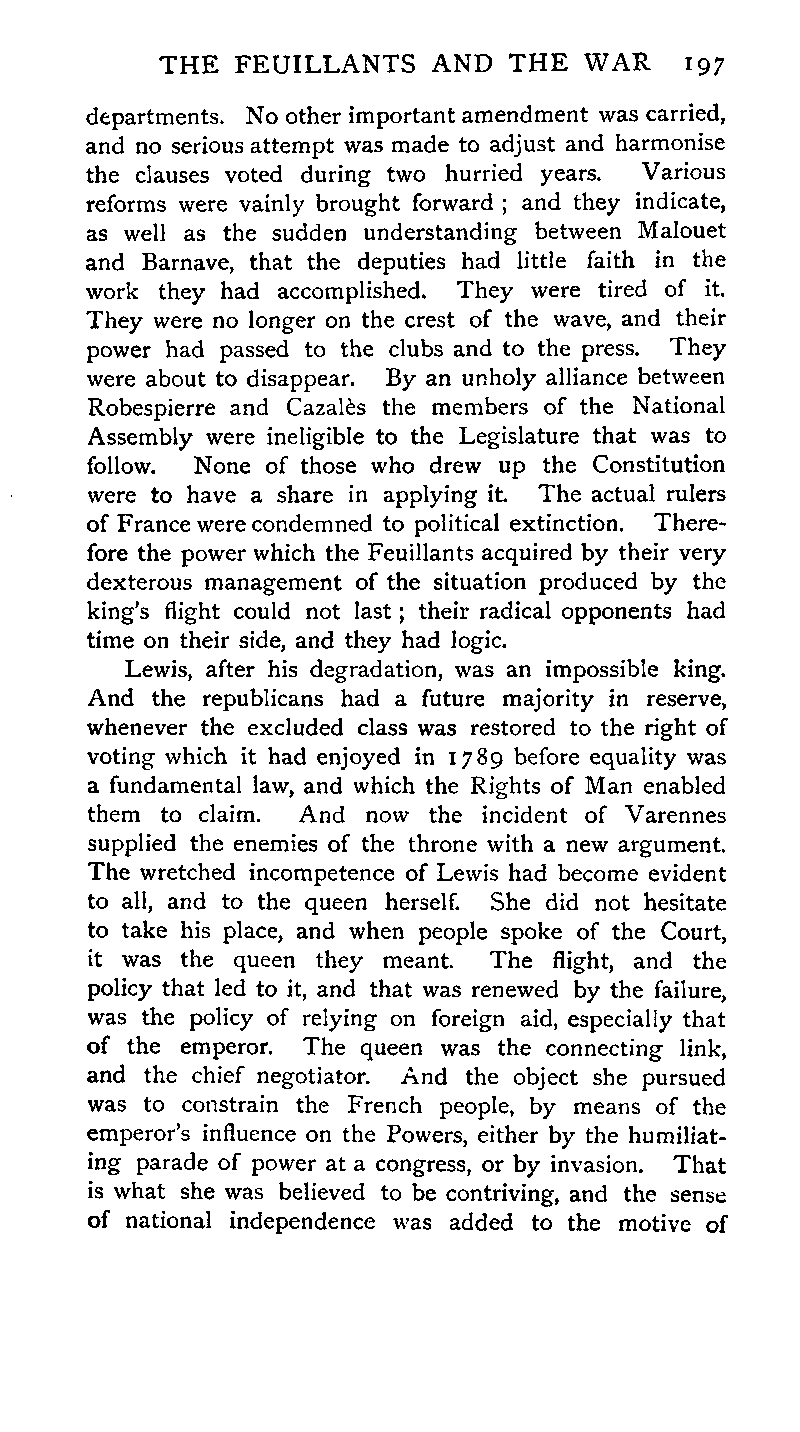 THE FEUILLANTS AND THE WAR 197
departments. No other important amendment was carried,
and no serious attempt was made to adjust and harmonise
the clauses voted during two hurried years. Various
reforms were vainly brought forward ; and they indicate,
as well as the sudden understanding between Malouet
and Barnave, that the deputies had little faith in the
work they had accomplished. They were tired of it.
They were no longer on the crest of the wave, and their
power had passed to the clubs and to the press. They
were about to disappear. By an unholy alliance between
Robespierre and Cazalès the members of the National
Assembly were ineligible to the Legislature that was to
follow. None of those who drew up the Constitution
were to have a share in applying it. The actual rulers
of France were condemned to political extinction. There-
fore the power which the Feuillants acquired by their very
dexterous management of the situation produced by the
king's flight could not last ; their radical opponents had
time on their side, and they had logic.
Lewis, after his degradation, was an impossible king.
And the republicans had a future majority in reserve,
whenever the excluded class was restored to the right of
voting which it had enjoyed in 1789 before equality was
a fundamental law, and which the Rights of Man enabled
them to claim. And now the incident of Varennes
supplied the enemies of the throne with a new argument.
The wretched incompetence of Lewis had become evident
to all, and to the queen herself. She did not hesitate
to take his place, and when people spoke of the Court,
it was the queen they meant. The flight, and the
policy that led to it, and that was renewed by the failure,
was the policy of relying on foreign aid, especially that
of the emperor. The queen was the connecting link,
and the chief negotiator. And the object she pursued
was to constrain the French people, by means of the
emperor's influence on the Powers, either by the humiliat-
ing parade of power at a congress, or by invasion. That
is what she was believed to be contriving, and the sense
of national independence was added to the motive of